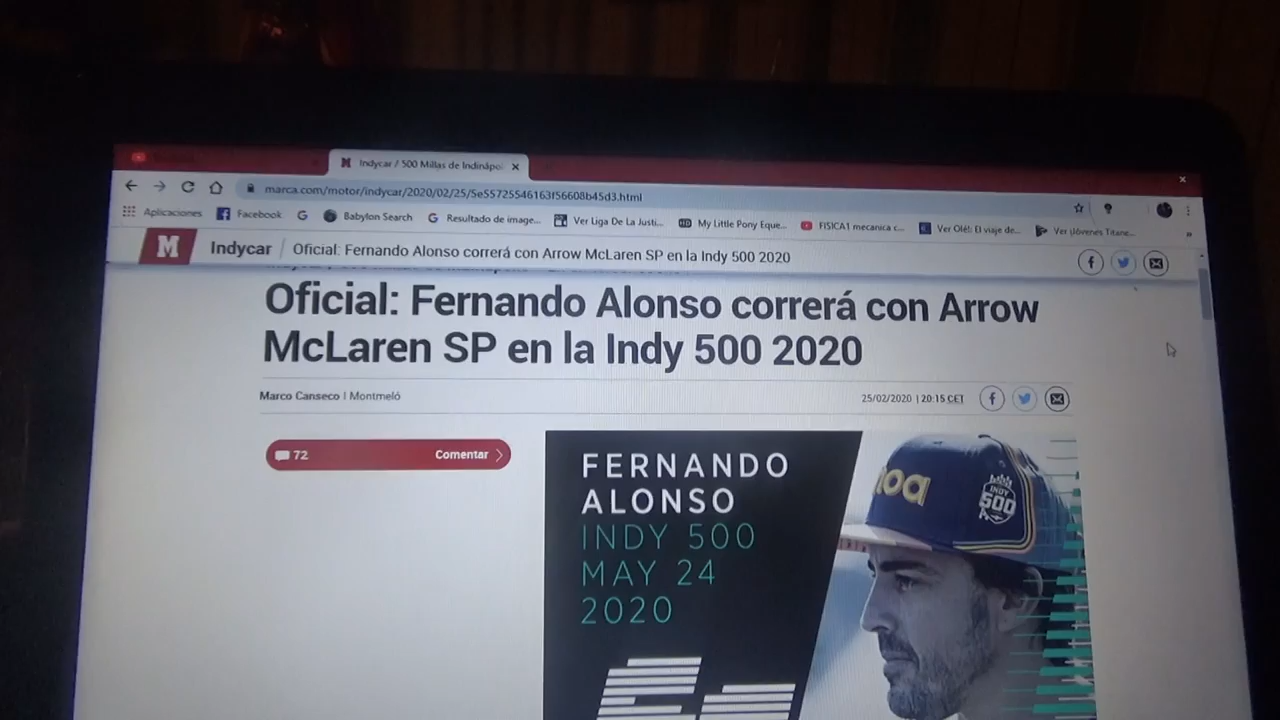 Indycar / 500 Millas de Indináp
marca.com/motor/indycar/2020/02/25/5e55725546163f56608b45d3.html
Aplicaciones Facebook Babylon Search Resultado de image... Ver Liga De La Justi... My Little Pony Eque... FISICA1 mecanica c... Ver Olé!: El viaje de... Ver ¡Jóvenes Titane...
M Indycar Oficial: Fernando Alonso correrá con Arrow McLaren SP en la Indy 500 2020
Oficial: Fernando Alonso correrá con Arrow
McLaren SP en la Indy 500 2020
Marco Canseco | Montmeló
25/02/2020 | 20:15 CET
72 Comentar
FERNANDO
ALONSO
INDY 500
MAY 24
2020
INDY
500